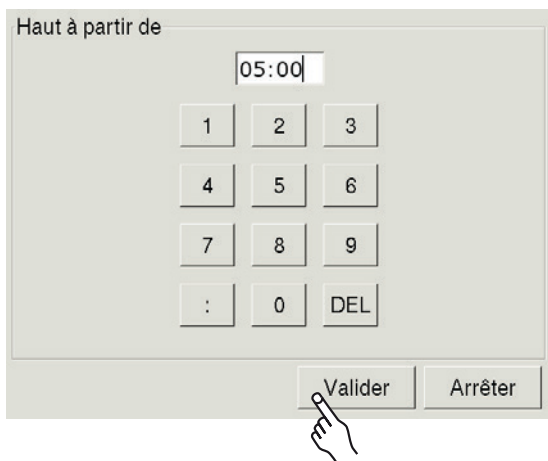 Haut à partir de
05:00
1 2 3
4 5 6
7 8 9
: 0 DEL
Valider Arrêter